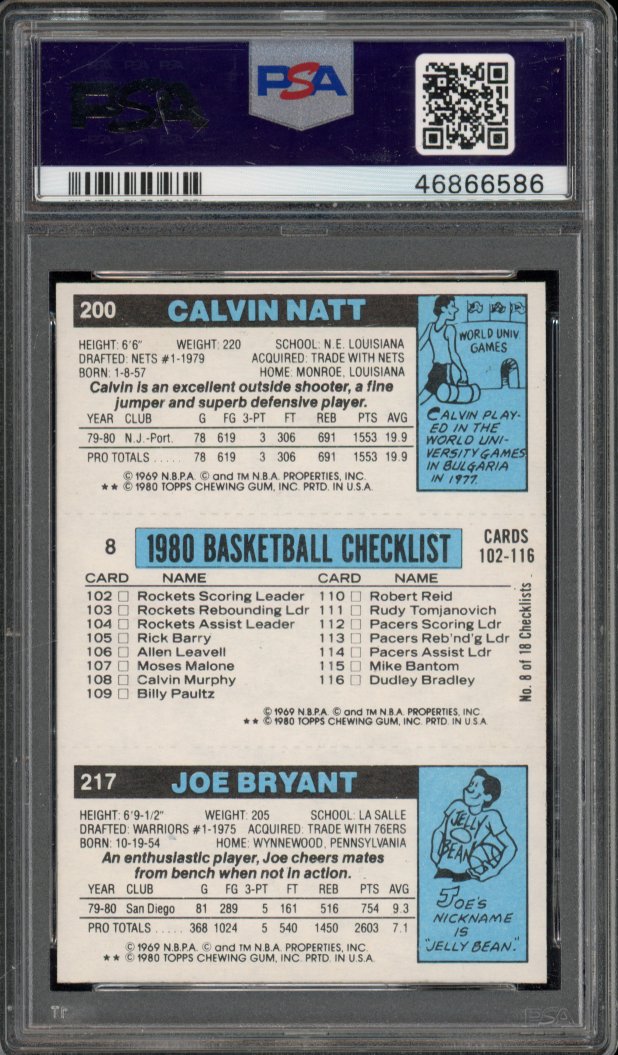 PSA
PSA
46866586
200 CALVIN NATT
HEIGHT: 6'6" WEIGHT: 220 SCHOOL: N.E. LOUISIANA
DRAFTED: NETS #1-1979 ACQUIRED: TRADE WITH NETS
BORN: 1-8-57 HOME: MONROE, LOUISIANA
Calvin is an excellent outside shooter, a fine
jumper and superb defensive player.
YEAR CLUB G FG 3-PT FT REB PTS AVG
79-80 N.J.-Port. 78 619 3 306 691 1553 19.9
PRO TOTALS ..... 78 619 3 306 691 1553 19.9
© 1969 N.B.P.A. © and TM N.B.A. PROPERTIES, INC.
★★ © 1980 TOPPS CHEWING GUM, INC. PRTD. IN U.S.A.
WORLD UNIV
GAMES
CALVIN PLAY-
ED IN THE
WORLD UNI-
VERSITY GAMES
IN BULGARIA
IN 1977.
8 1980 BASKETBALL CHECKLIST CARDS
102-116
CARD NAME CARD NAME
102 □ Rockets Scoring Leader 110 □ Robert Reid
103 □ Rockets Rebounding Ldr 111 □ Rudy Tomjanovich
104 □ Rockets Assist Leader 112 □ Pacers Scoring Ldr
105 □ Rick Barry 113 □ Pacers Reb'nd'g Ldr
106 □ Allen Leavell 114 □ Pacers Assist Ldr
107 □ Moses Malone 115 □ Mike Bantom
108 □ Calvin Murphy 116 □ Dudley Bradley
109 □ Billy Paultz
© 1969 N.B.P.A. © and TM N.B.A. PROPERTIES, INC
★★ © 1980 TOPPS CHEWING GUM, INC. PRTD. IN U.S.A
No. 8 of 18 Checklists
217 JOE BRYANT
HEIGHT: 6'9-1/2" WEIGHT: 205 SCHOOL: LA SALLE
DRAFTED: WARRIORS #1-1975 ACQUIRED: TRADE WITH 76ERS
BORN: 10-19-54 HOME: WYNNEWOOD, PENNSYLVANIA
An enthusiastic player, Joe cheers mates
from bench when not in action.
YEAR CLUB G FG 3-PT FT REB PTS AVG
79-80 San Diego 81 289 5 161 516 754 9.3
PRO TOTALS ..... 368 1024 5 540 1450 2603 7.1
© 1969 N.B.P.A. © and TM N.B.A. PROPERTIES, INC.
★★ © 1980 TOPPS CHEWING GUM, INC. PRTD. IN U.S.A.
JELLY
BEAN
JOE'S
NICKNAME
IS
"JELLY BEAN."
Tr
PSA